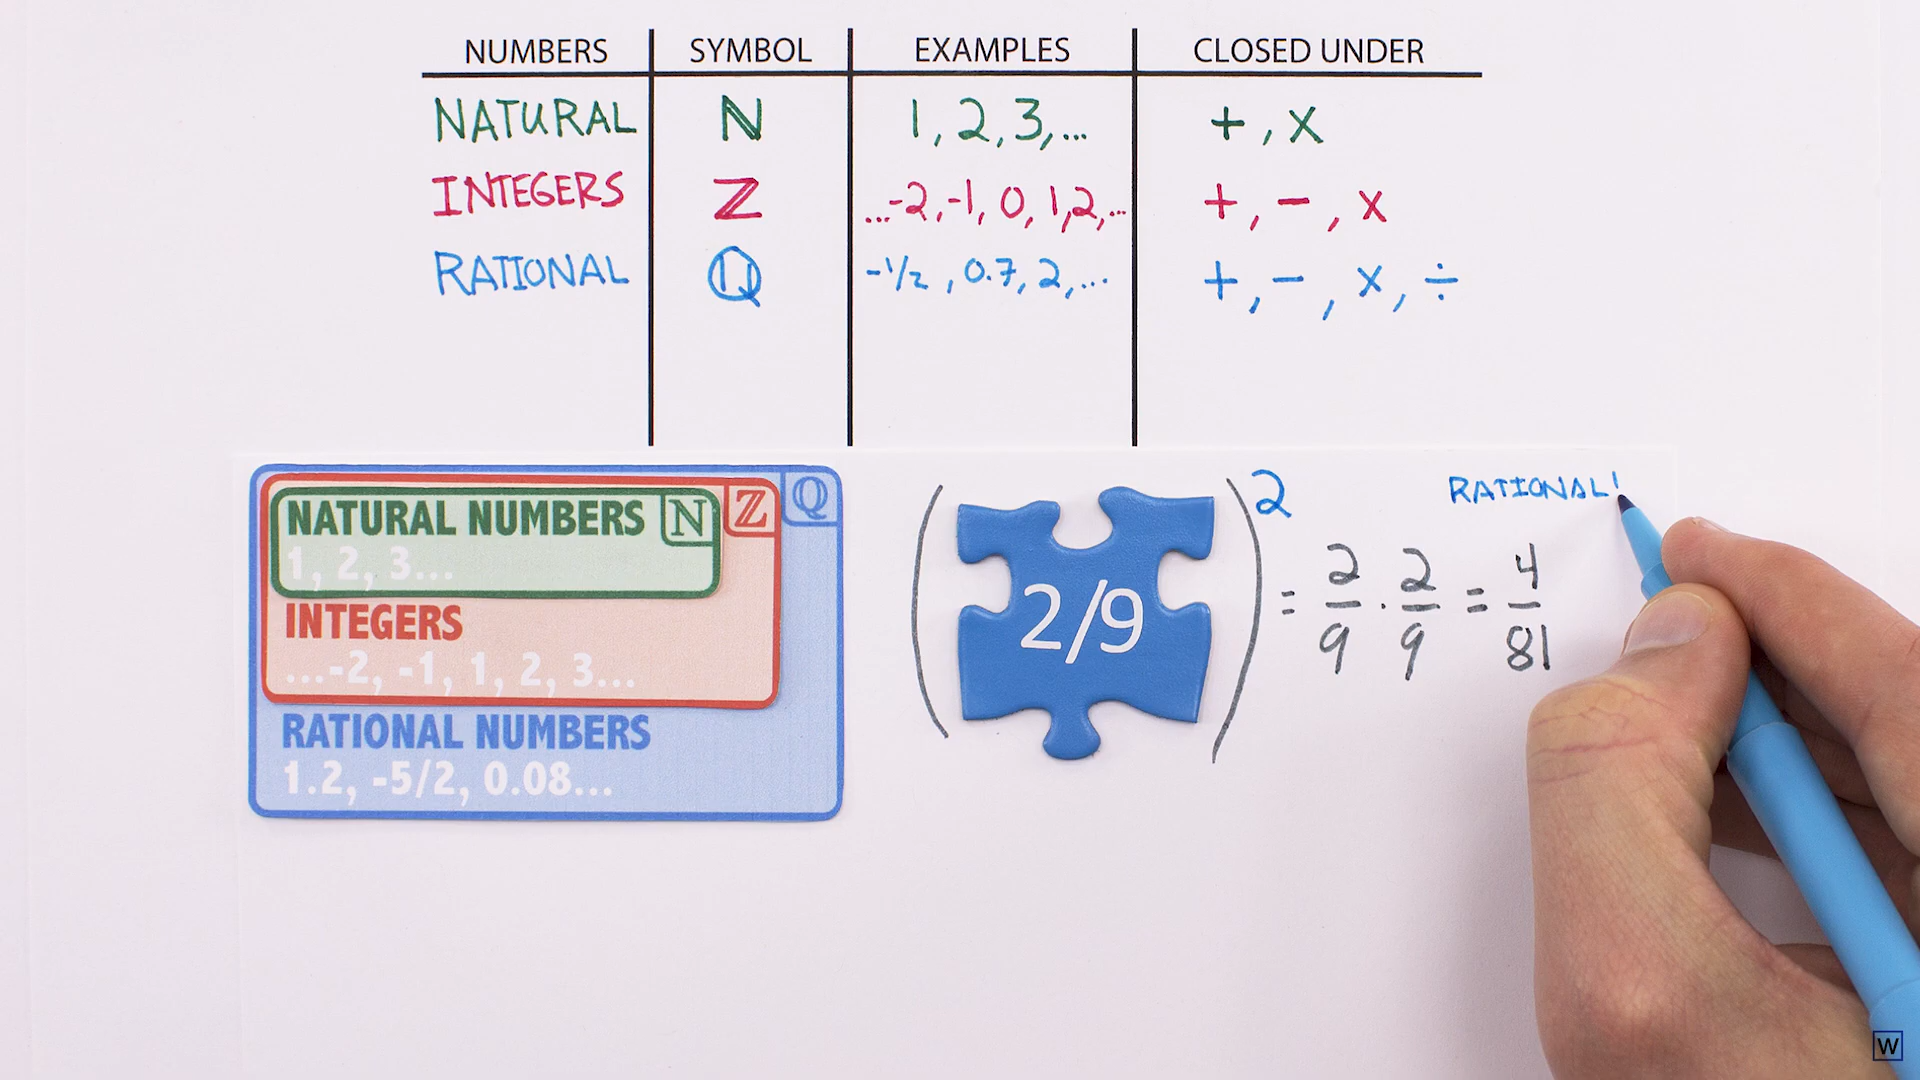 NUMBERS SYMBOL EXAMPLES CLOSED UNDER
NATURAL ℕ 1, 2, 3, ... +, x
INTEGERS ℤ ...-2, -1, 0, 1, 2, ... +, -, x
RATIONAL ℚ -1/2, 0.7, 2, ... +, -, x, ÷
NATURAL NUMBERS ℕ ℤ ℚ
1, 2, 3...
INTEGERS
...-2, -1, 1, 2, 3...
RATIONAL NUMBERS
1.2, -5/2, 0.08...
(2/9)² = 2/9 · 2/9 = 4/81
RATIONAL!
W